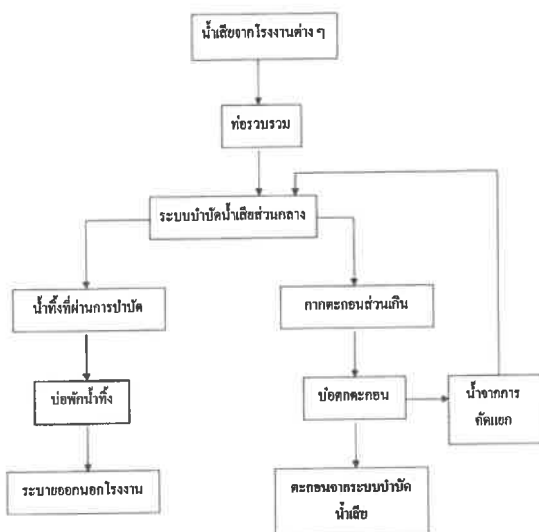 น้ำเสียจากโรงงานต่าง ๆ
ท่อรวบรวม
ระบบบำบัดน้ำเสียส่วนกลาง
น้ำทิ้งที่ผ่านการบำบัด
กากตะกอนส่วนเกิน
บ่อพักน้ำทิ้ง
บ่อตกตะกอน
น้ำจากการ
คัดแยก
ระบายออกนอกโรงงาน
ตะกอนจากระบบบำบัด
น้ำเสีย